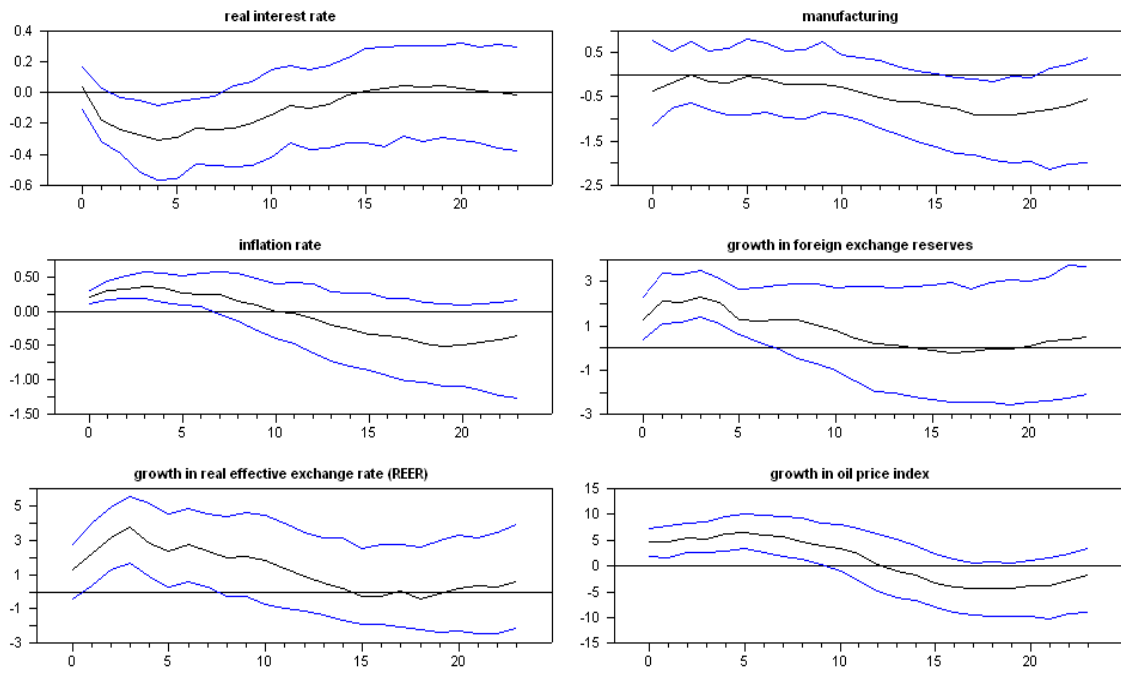 real interest rate
0.4
0.2
0.0
-0.2
-0.4
-0.6
0 5 10 15 20
manufacturing
0.5
-0.5
-1.5
-2.5
0 5 10 15 20
inflation rate
0.50
0.00
-0.50
-1.00
-1.50
0 5 10 15 20
growth in foreign exchange reserves
3
1
-1
-3
0 5 10 15 20
growth in real effective exchange rate (REER)
5
3
1
-1
-3
0 5 10 15 20
growth in oil price index
15
10
5
0
-5
-10
-15
0 5 10 15 20